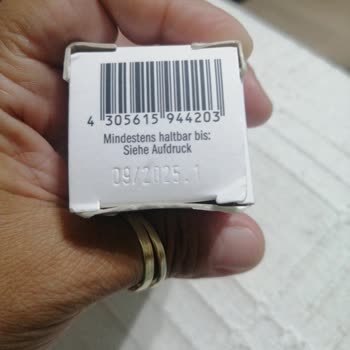 4 305615 944203
Mindestens haltbar bis:
Siehe Aufdruck
09/2025.1